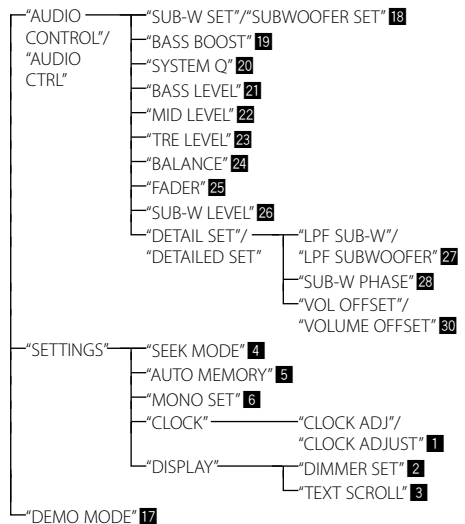 “AUDIO CONTROL”/ “AUDIO CTRL”
“SUB-W SET”/“SUBWOOFER SET” 18
“BASS BOOST” 19
“SYSTEM Q” 20
“BASS LEVEL” 21
“MID LEVEL” 22
“TRE LEVEL” 23
“BALANCE” 24
“FADER” 25
“SUB-W LEVEL” 26
“DETAIL SET”/
“DETAILED SET”
“LPF SUB-W”/
“LPF SUBWOOFER” 27
“SUB-W PHASE” 28
“VOL OFFSET”/
“VOLUME OFFSET” 30
“SETTINGS”
“SEEK MODE” 4
“AUTO MEMORY” 5
“MONO SET” 6
“CLOCK”
“CLOCK ADJ”/
“CLOCK ADJUST” 1
“DISPLAY”
“DIMMER SET” 2
“TEXT SCROLL” 3
“DEMO MODE” 17